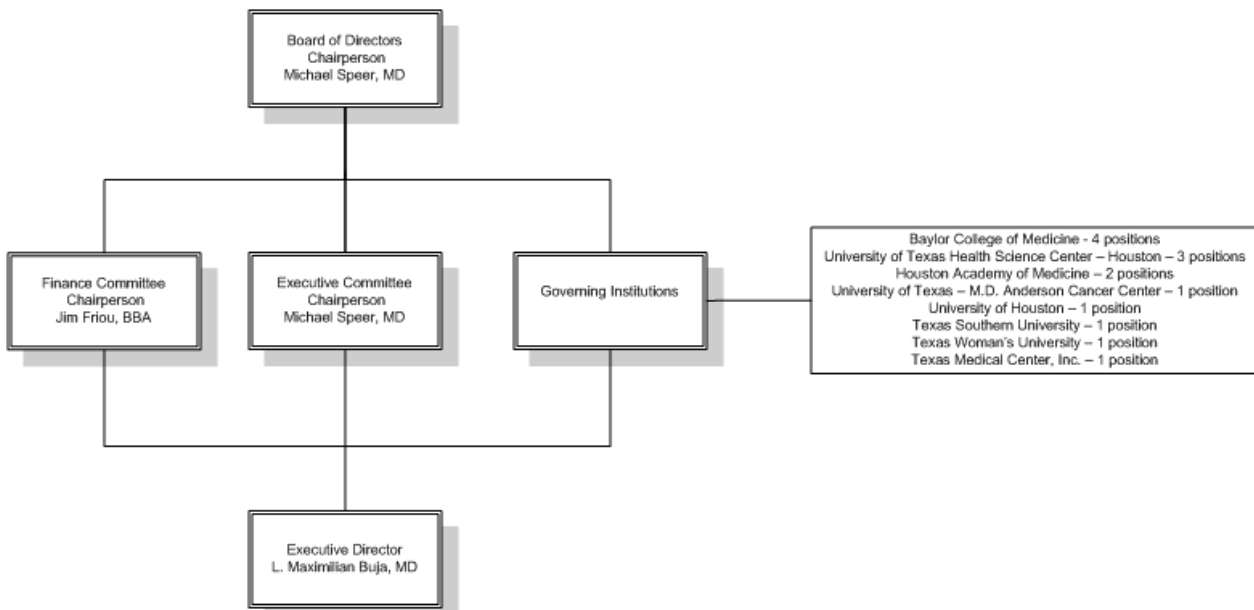 Board of Directors
Chairperson
Michael Speer, MD
Finance Committee
Chairperson
Jim Friou, BBA
Executive Committee
Chairperson
Michael Speer, MD
Governing Institutions
Baylor College of Medicine - 4 positions
University of Texas Health Science Center – Houston – 3 positions
Houston Academy of Medicine – 2 positions
University of Texas – M.D. Anderson Cancer Center – 1 position
University of Houston – 1 position
Texas Southern University – 1 position
Texas Woman's University – 1 position
Texas Medical Center, Inc. – 1 position
Executive Director
L. Maximilian Buja, MD